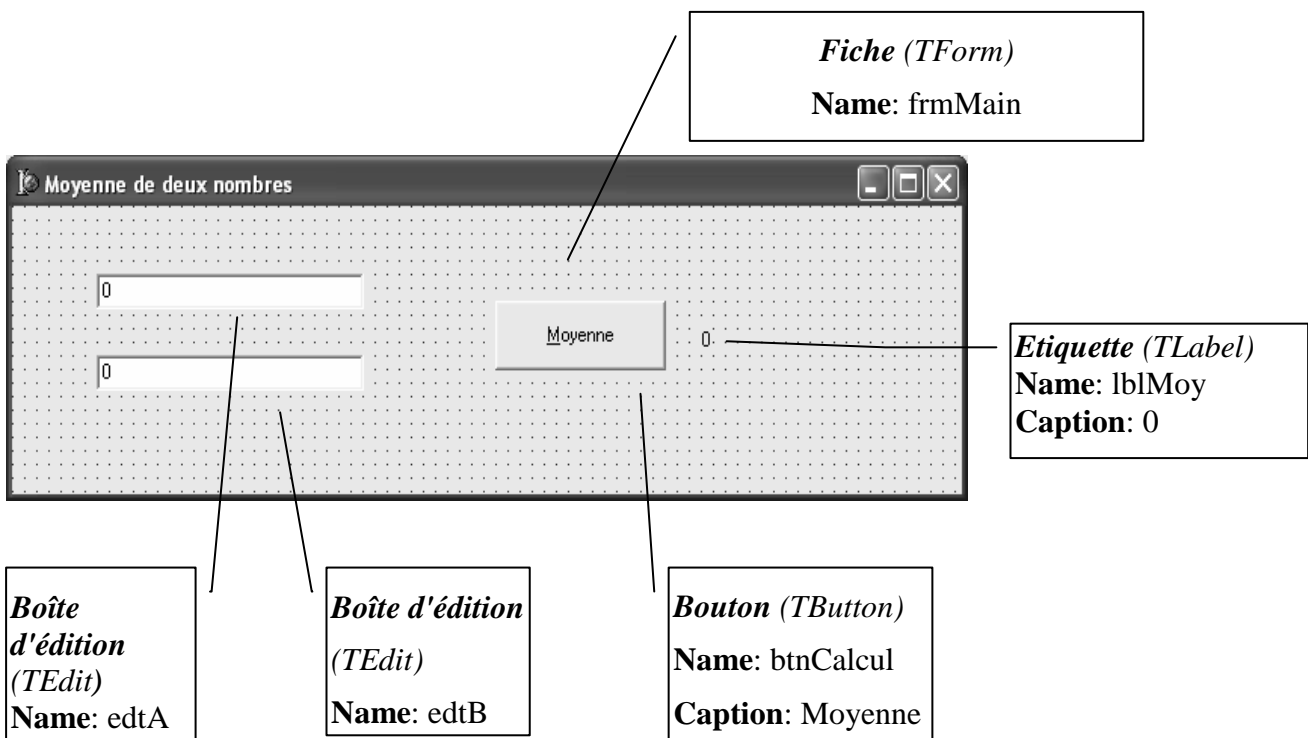 Fiche (TForm)
Name: frmMain
Moyenne de deux nombres
0
0
Moyenne
0
Etiquette (TLabel)
Name: lblMoy
Caption: 0
Boîte
d'édition
(TEdit)
Name: edtA
Boîte d'édition
(TEdit)
Name: edtB
Bouton (TButton)
Name: btnCalcul
Caption: Moyenne